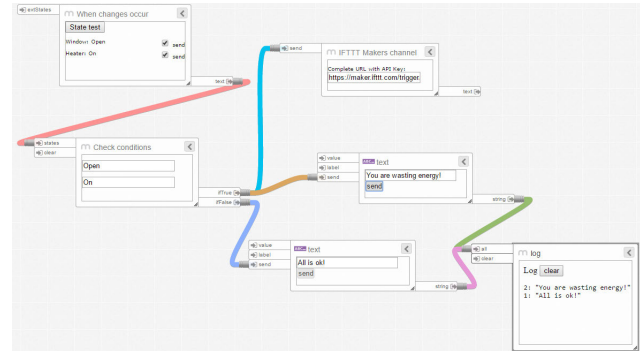 extStates
When changes occur
State test
Window: Open
send
Heater: On
send
text
send
IFTTT Makers channel
Complete URL with API Key:
https://maker.ifttt.com/trigger
text
states
clear
Check conditions
Open
On
ifTrue
ifFalse
value
label
send
text
You are wasting energy!
send
string
value
label
send
text
All is ok!
send
string
all
clear
log
Log clear
2: "You are wasting energy!"
1: "All is ok!"